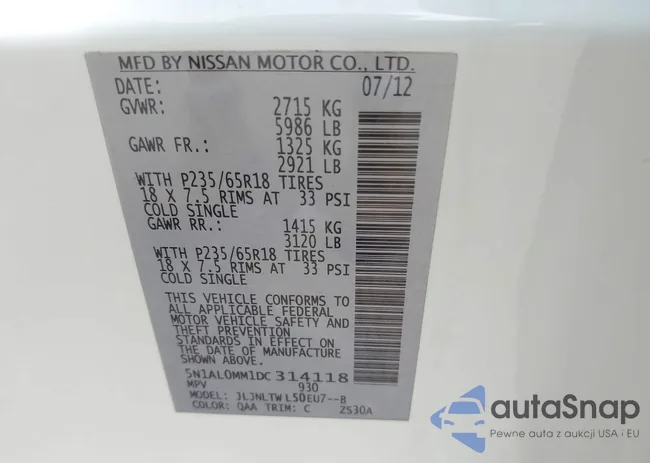 MFD BY NISSAN MOTOR CO., LTD.
DATE: 07/12
GVWR: 2715 KG
5986 LB
GAWR FR.: 1325 KG
2921 LB
WITH P235/65R18 TIRES
18 X 7.5 RIMS AT 33 PSI
COLD SINGLE
GAWR RR.: 1415 KG
3120 LB
WITH P235/65R18 TIRES
18 X 7.5 RIMS AT 33 PSI
COLD SINGLE
THIS VEHICLE CONFORMS TO
ALL APPLICABLE FEDERAL
MOTOR VEHICLE SAFETY AND
THEFT PREVENTION
STANDARDS IN EFFECT ON
THE DATE OF MANUFACTURE
SHOWN ABOVE.
5N1AL0MM1DC314118
MPV 930
MODEL: JLJNLTWL50EU7--B
COLOR: QAA TRIM: C ZS30A
autoSnap
Pewne auta z aukcji USA i EU